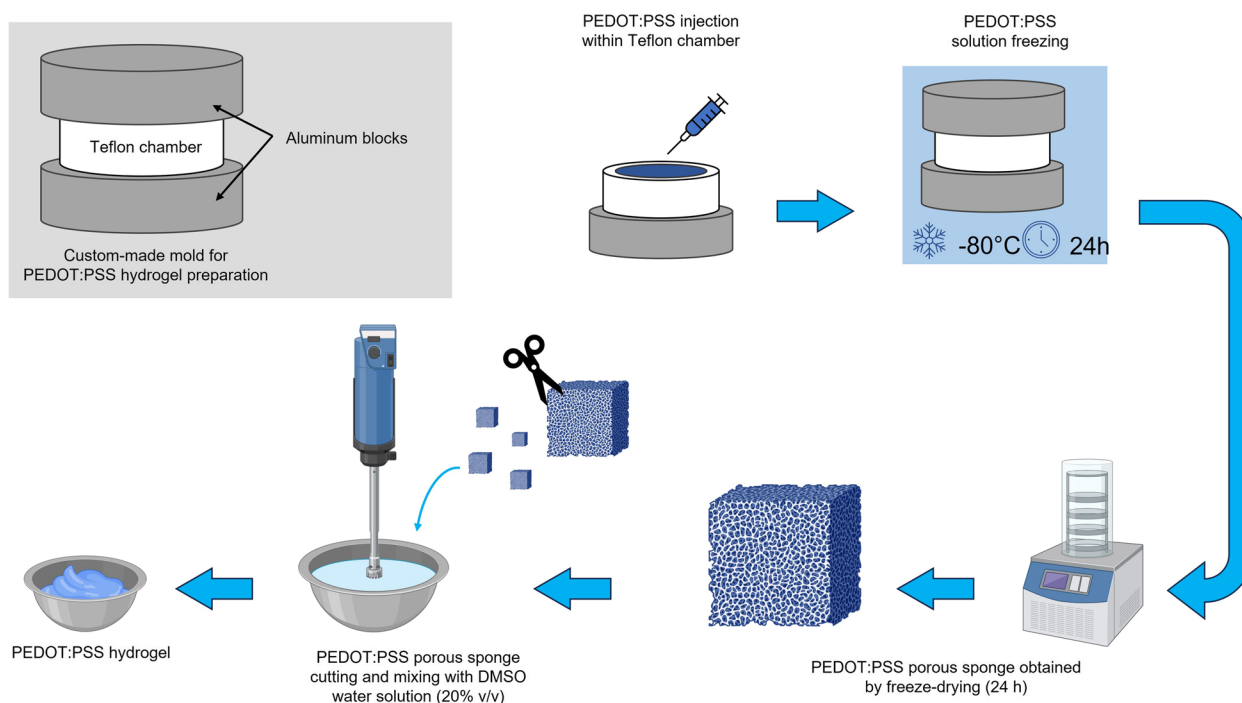 Teflon chamber
Aluminum blocks
Custom-made mold for
PEDOT:PSS hydrogel preparation
PEDOT:PSS injection
within Teflon chamber
PEDOT:PSS
solution freezing
-80°C
24h
PEDOT:PSS porous sponge obtained
by freeze-drying (24 h)
PEDOT:PSS porous sponge
cutting and mixing with DMSO
water solution (20% v/v)
PEDOT:PSS hydrogel